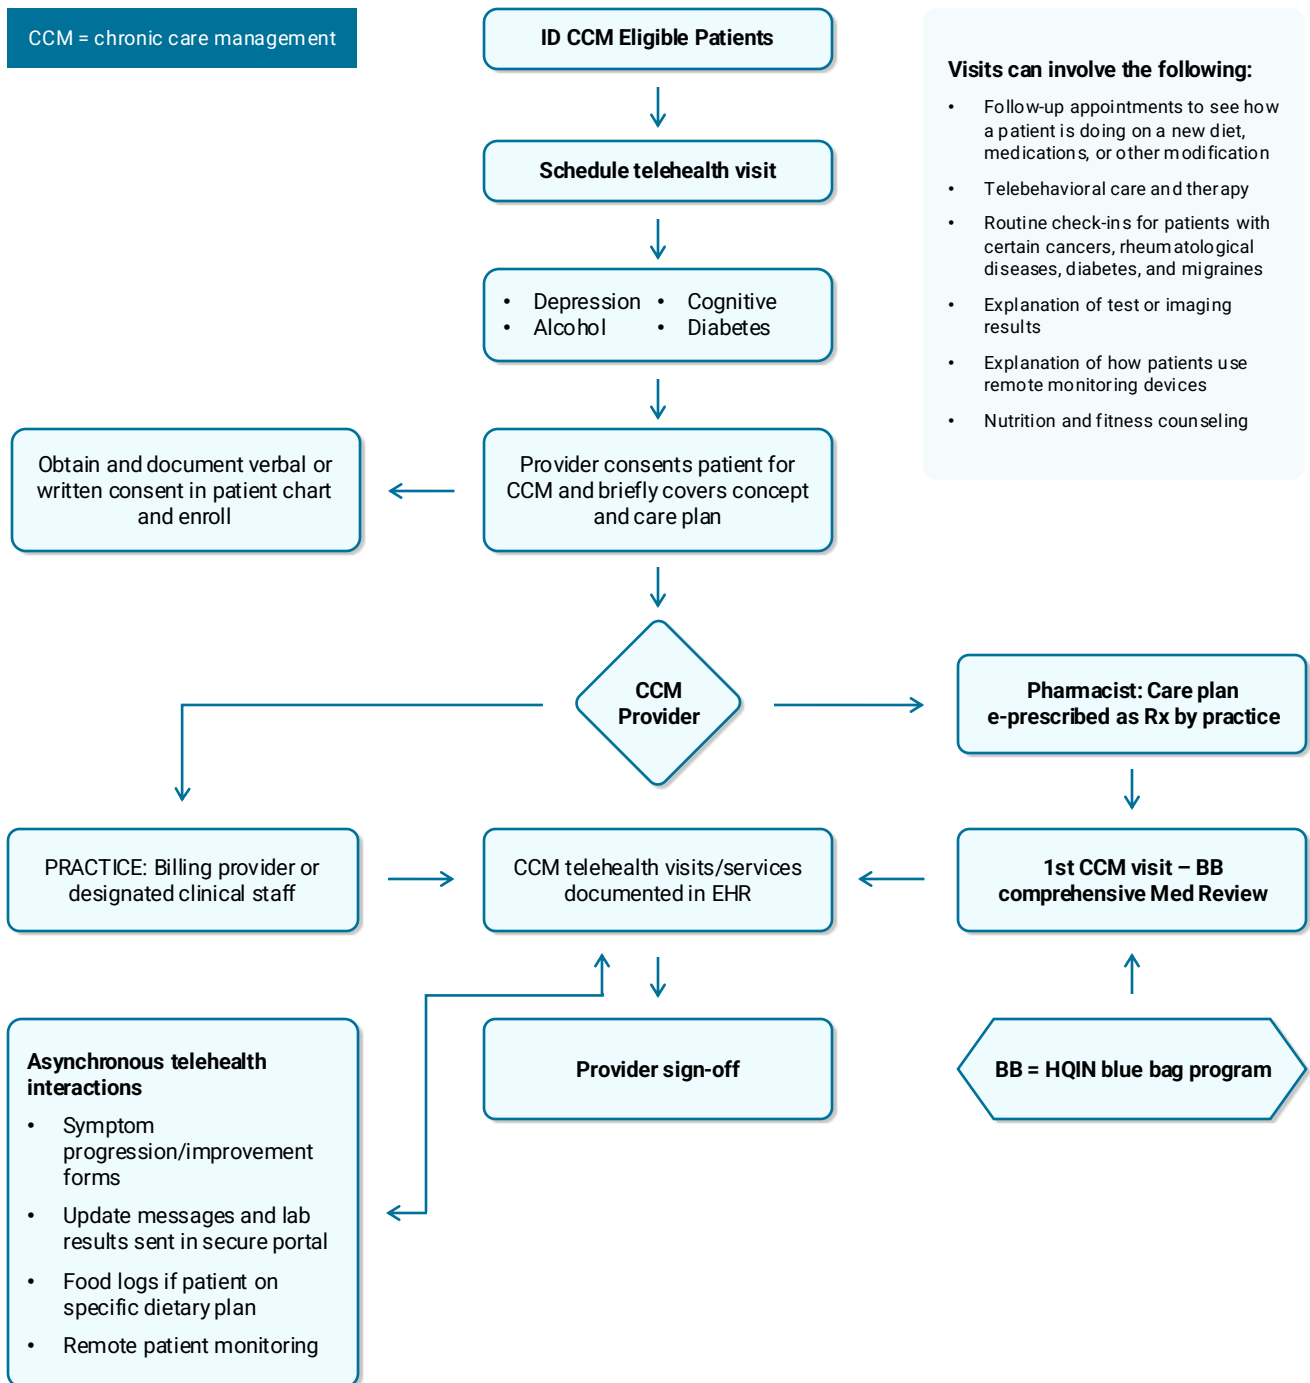 CCM = chronic care management
ID CCM Eligible Patients
Schedule telehealth visit
• Depression • Cognitive
• Alcohol • Diabetes
Visits can involve the following:
• Follow-up appointments to see how
a patient is doing on a new diet,
medications, or other modification
• Telebehavioral care and therapy
• Routine check-ins for patients with
certain cancers, rheumatological
diseases, diabetes, and migraines
• Explanation of test or imaging
results
• Explanation of how patients use
remote monitoring devices
• Nutrition and fitness counseling
Provider consents patient for
CCM and briefly covers concept
and care plan
Obtain and document verbal or
written consent in patient chart
and enroll
CCM
Provider
Pharmacist: Care plan
e-prescribed as Rx by practice
PRACTICE: Billing provider or
designated clinical staff
CCM telehealth visits/services
documented in EHR
1st CCM visit – BB
comprehensive Med Review
Provider sign-off
BB = HQIN blue bag program
Asynchronous telehealth
interactions
• Symptom
progression/improvement
forms
• Update messages and lab
results sent in secure portal
• Food logs if patient on
specific dietary plan
• Remote patient monitoring